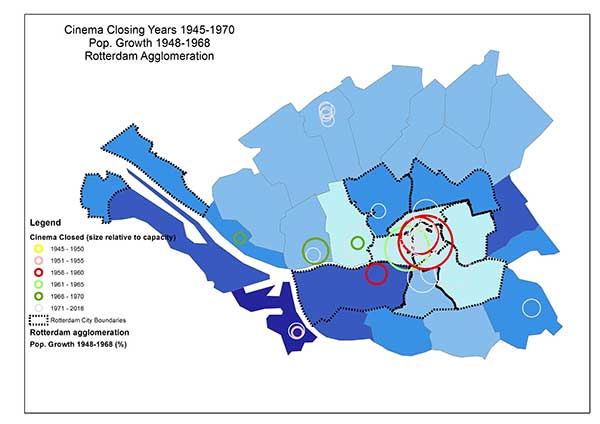 Cinema Closing Years 1945-1970
Pop. Growth 1948-1968
Rotterdam Agglomeration
Legend
Cinema Closed (size relative to capacity)
1945 - 1950
1951 - 1955
1956 - 1960
1961 - 1965
1966 - 1970
1971 - 2016
Rotterdam City Boundaries
Rotterdam agglomeration
Pop. Growth 1948-1968 (%)